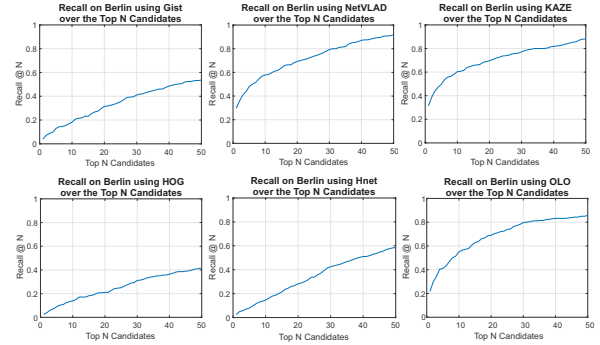 Recall on Berlin using Gist
over the Top N Candidates
1
0.8
0.6
0.4
0.2
0
Recall @ N
0 10 20 30 40 50
Top N Candidates
Recall on Berlin using NetVLAD
over the Top N Candidates
1
0.8
0.6
0.4
0.2
0
Recall @ N
0 10 20 30 40 50
Top N Candidates
Recall on Berlin using KAZE
over the Top N Candidates
1
0.8
0.6
0.4
0.2
0
Recall @ N
0 10 20 30 40 50
Top N Candidates
Recall on Berlin using HOG
over the Top N Candidates
1
0.8
0.6
0.4
0.2
0
Recall @ N
0 10 20 30 40 50
Top N Candidates
Recall on Berlin using Hnet
over the Top N Candidates
1
0.8
0.6
0.4
0.2
0
Recall @ N
0 10 20 30 40 50
Top N Candidates
Recall on Berlin using OLO
over the Top N Candidates
1
0.8
0.6
0.4
0.2
0
Recall @ N
0 10 20 30 40 50
Top N Candidates